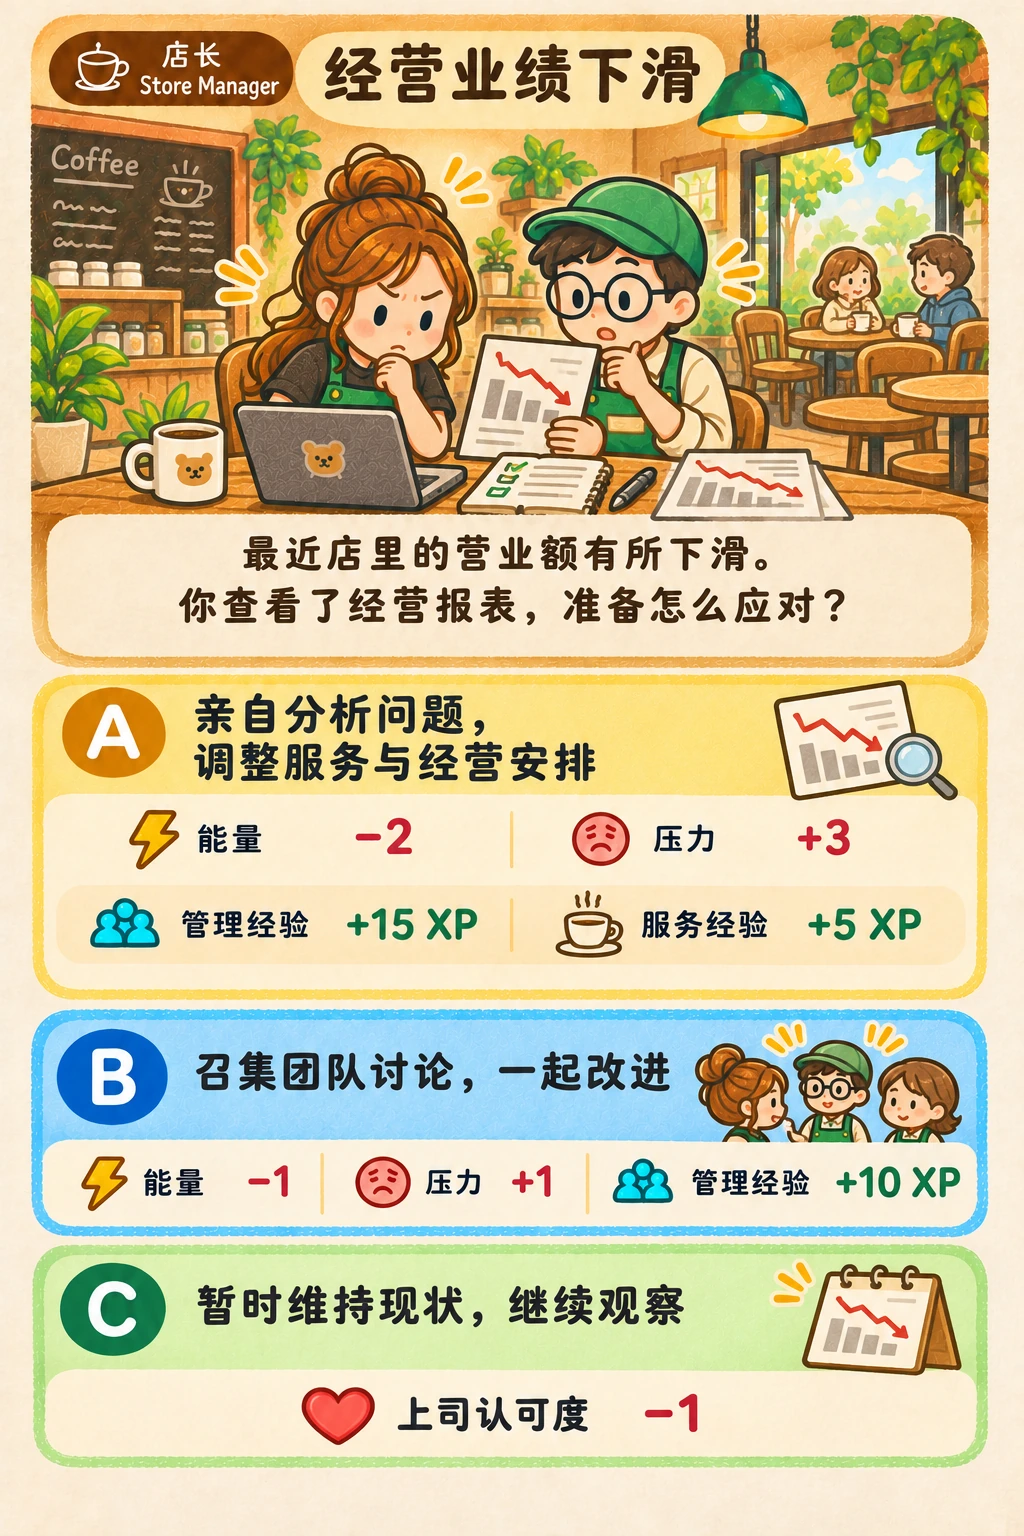 店长
Store Manager
经营业绩下滑
Coffee
最近店里的营业额有所下滑。
你查看了经营报表，准备怎么应对？
A
亲自分析问题，
调整服务与经营安排
能量 -2
压力 +3
管理经验 +15 XP
服务经验 +5 XP
B
召集团队讨论，一起改进
能量 -1
压力 +1
管理经验 +10 XP
C
暂时维持现状，继续观察
上司认可度 -1